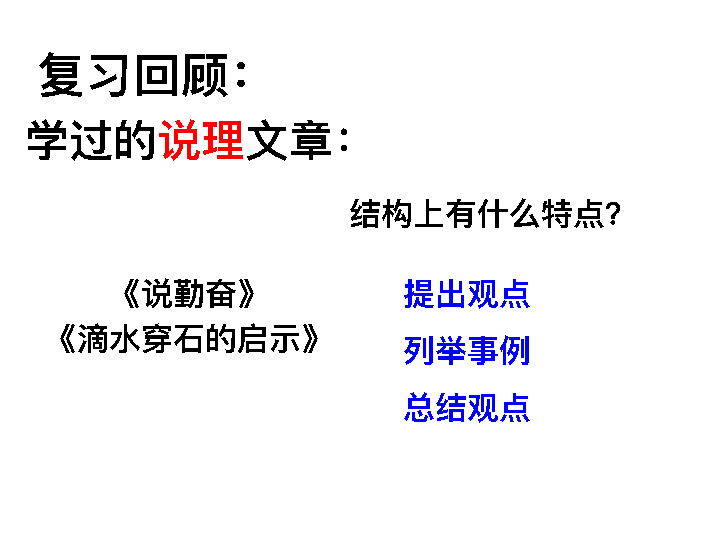 复习回顾：
学过的说理文章：
结构上有什么特点？
《说勤奋》
《滴水穿石的启示》
提出观点
列举事例
总结观点